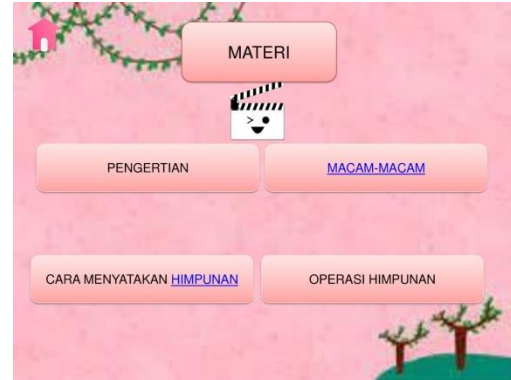 MATERI
PENGERTIAN
MACAM-MACAM
CARA MENYATAKAN HIMPUNAN
OPERASI HIMPUNAN